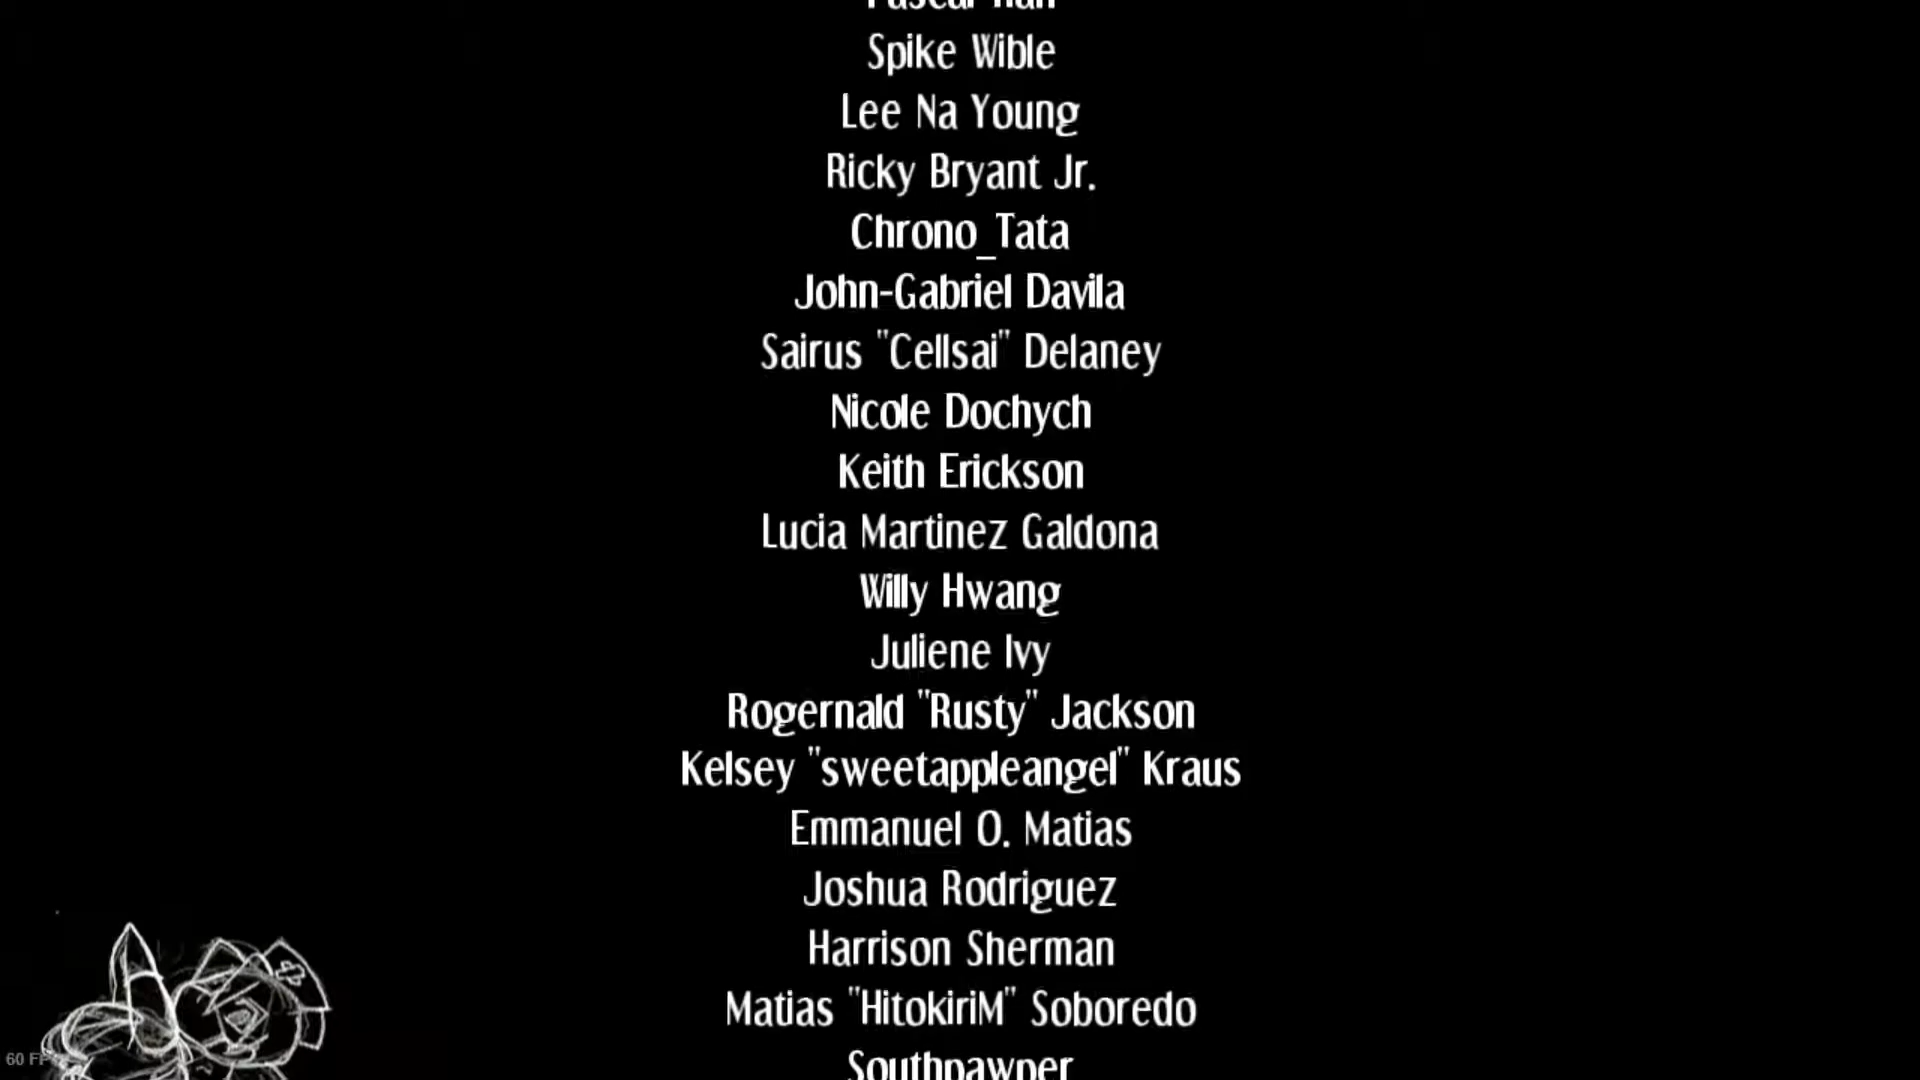 Spike Wible
Lee Na Young
Ricky Bryant Jr.
Chrono_Tata
John-Gabriel Davila
Sairus "Cellsai" Delaney
Nicole Dochych
Keith Erickson
Lucia Martinez Galdona
Willy Hwang
Juliene Ivy
Rogernald "Rusty" Jackson
Kelsey "sweetappleangel" Kraus
Emmanuel O. Matias
Joshua Rodriguez
Harrison Sherman
Matias "HitokiriM" Soboredo
Southpawper
60